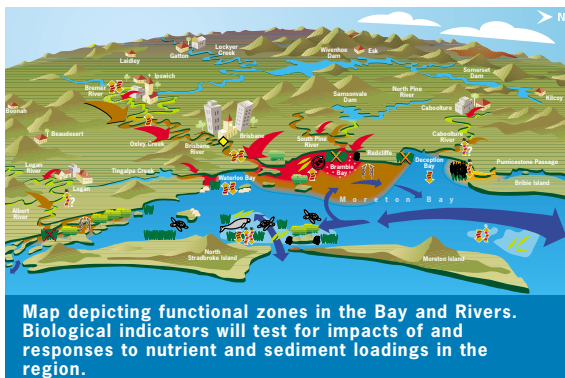 N
Lockyer
Creek
Gatton
Laidley
Wivenhoe
Dam
Esk
Somerset
Dam
Ipswich
Bremer
River
Samsonvale
Dam
North Pine
River
Caboolture
Kilcoy
Boonah
Beaudesert
Oxley Creek
Brisbane
River
Brisbane
South Pine
River
Redcliffe
Caboolture
River
Bramble
Bay
Deception
Bay
Pumicestone Passage
Logan
River
Logan
Tingalpa Creek
Waterloo Bay
Bribie Island
?
?
Albert
River
Moreton Bay
North
Stradbroke Island
Moreton Island
Map depicting functional zones in the Bay and Rivers.
Biological indicators will test for impacts of and
responses to nutrient and sediment loadings in the
region.